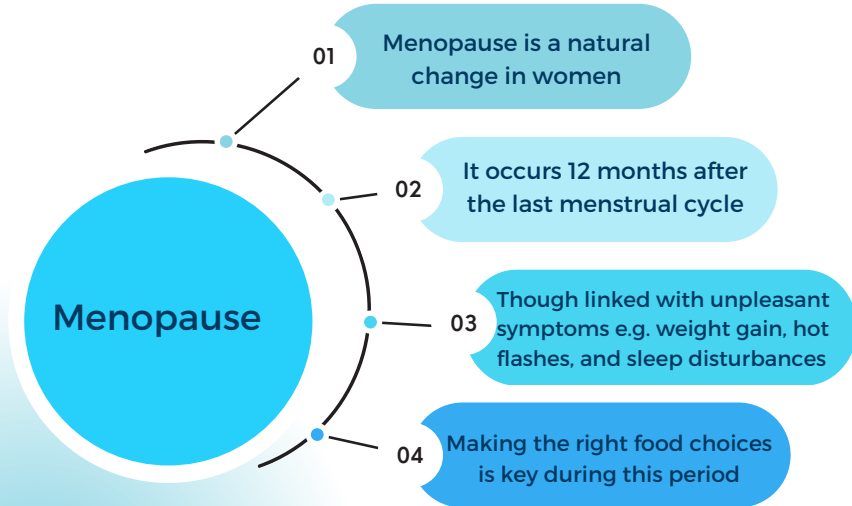 01
Menopause is a natural
change in women
02
It occurs 12 months after
the last menstrual cycle
Menopause
03
Though linked with unpleasant
symptoms e.g. weight gain, hot
flashes, and sleep disturbances
04
Making the right food choices
is key during this period